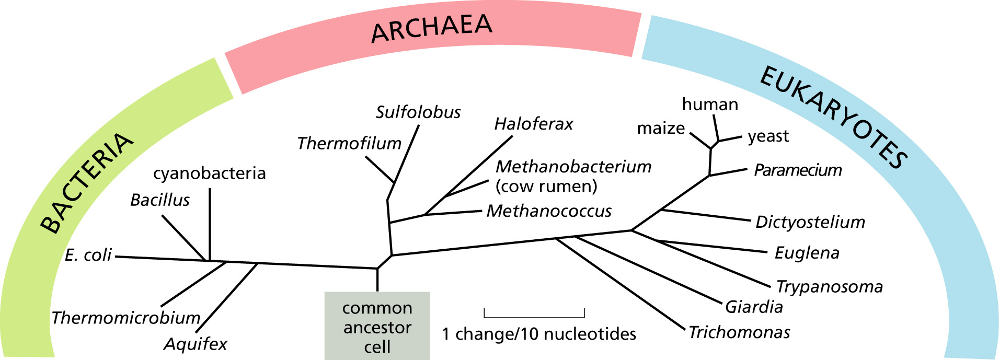 ARCHAEA
EUKARYOTES
BACTERIA
Sulfolobus
Thermofilum
Haloferax
Methanobacterium
(cow rumen)
Methanococcus
human
maize
yeast
Paramecium
Dictyostelium
Euglena
Trypanosoma
Giardia
Trichomonas
cyanobacteria
Bacillus
E. coli
Thermomicrobium
Aquifex
common
ancestor
cell
1 change/10 nucleotides